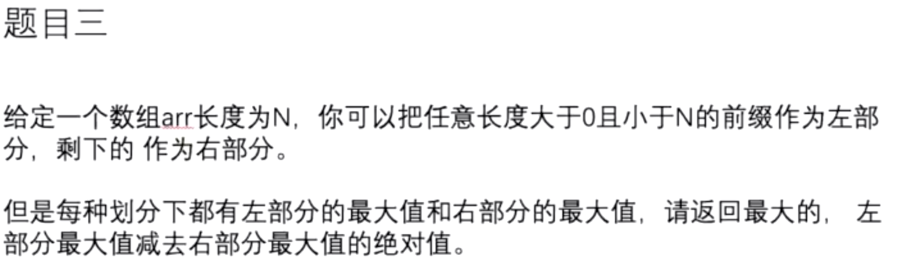 题目三
给定一个数组arr长度为N，你可以把任意长度大于0且小于N的前缀作为左部
分，剩下的 作为右部分。
但是每种划分下都有左部分的最大值和右部分的最大值，请返回最大的， 左
部分最大值减去右部分最大值的绝对值。